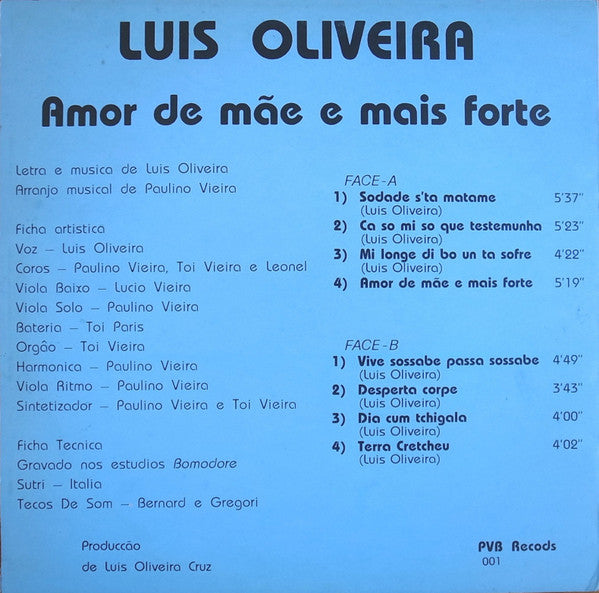 LUIS OLIVEIRA
Amor de mãe e mais forte
Letra e musica de Luis Oliveira
Arranjo musical de Paulino Vieira
Ficha artistica
Voz – Luis Oliveira
Coros – Paulino Vieira, Toi Vieira e Leonel
Viola Baixo – Lucio Vieira
Viola Solo – Paulino Vieira
Bateria – Toi Paris
Orgâo – Toi Vieira
Harmonica – Paulino Vieira
Viola Ritmo – Paulino Vieira
Sintetizador – Paulino Vieira e Toi Vieira
Ficha Tecnica
Gravado nos estudios Bomodore
Sutri – Italia
Tecos De Som – Bernard e Gregori
Produccão
de Luis Oliveira Cruz
FACE-A
1) Sodade s'ta matame 5'37"
(Luis Oliveira)
2) Ca so mi so que testemunha 5'23"
(Luis Oliveira)
3) Mi longe di bo un ta sofre 4'22"
(Luis Oliveira)
4) Amor de mãe e mais forte 5'19"
FACE-B
1) Vive sossabe passa sossabe 4'49"
(Luis Oliveira)
2) Desperta corpe 3'43"
(Luis Oliveira)
3) Dia cum tchigala 4'00"
(Luis Oliveira)
4) Terra Cretcheu 4'02"
(Luis Oliveira)
PVB Recods
001